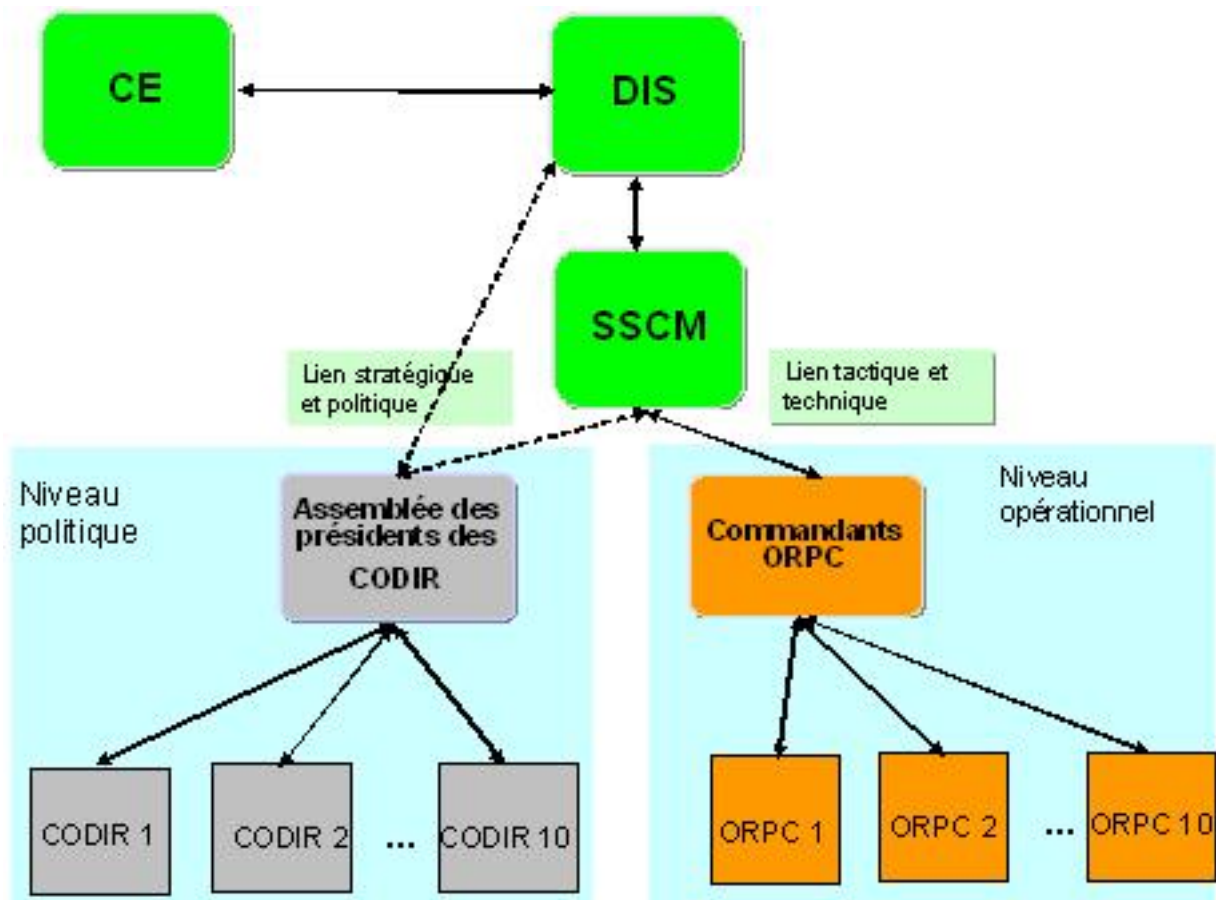 CE
DIS
SSCM
Lien stratégique
et politique
Lien tactique et
technique
Niveau
politique
Assemblée des
présidents des
CODIR
Commandants
ORPC
Niveau
opérationnel
CODIR 1
CODIR 2
...
CODIR 10
ORPC 1
ORPC 2
...
ORPC 10